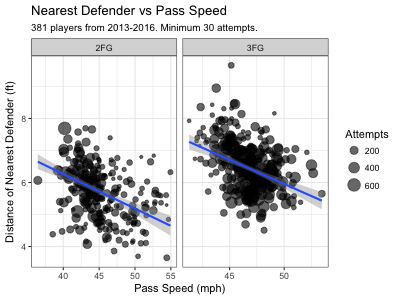 Nearest Defender vs Pass Speed
381 players from 2013-2016. Minimum 30 attempts.
2FG
3FG
Distance of Nearest Defender (ft)
8
6
4
40
45
50
55
45
50
Pass Speed (mph)
Attempts
200
400
600